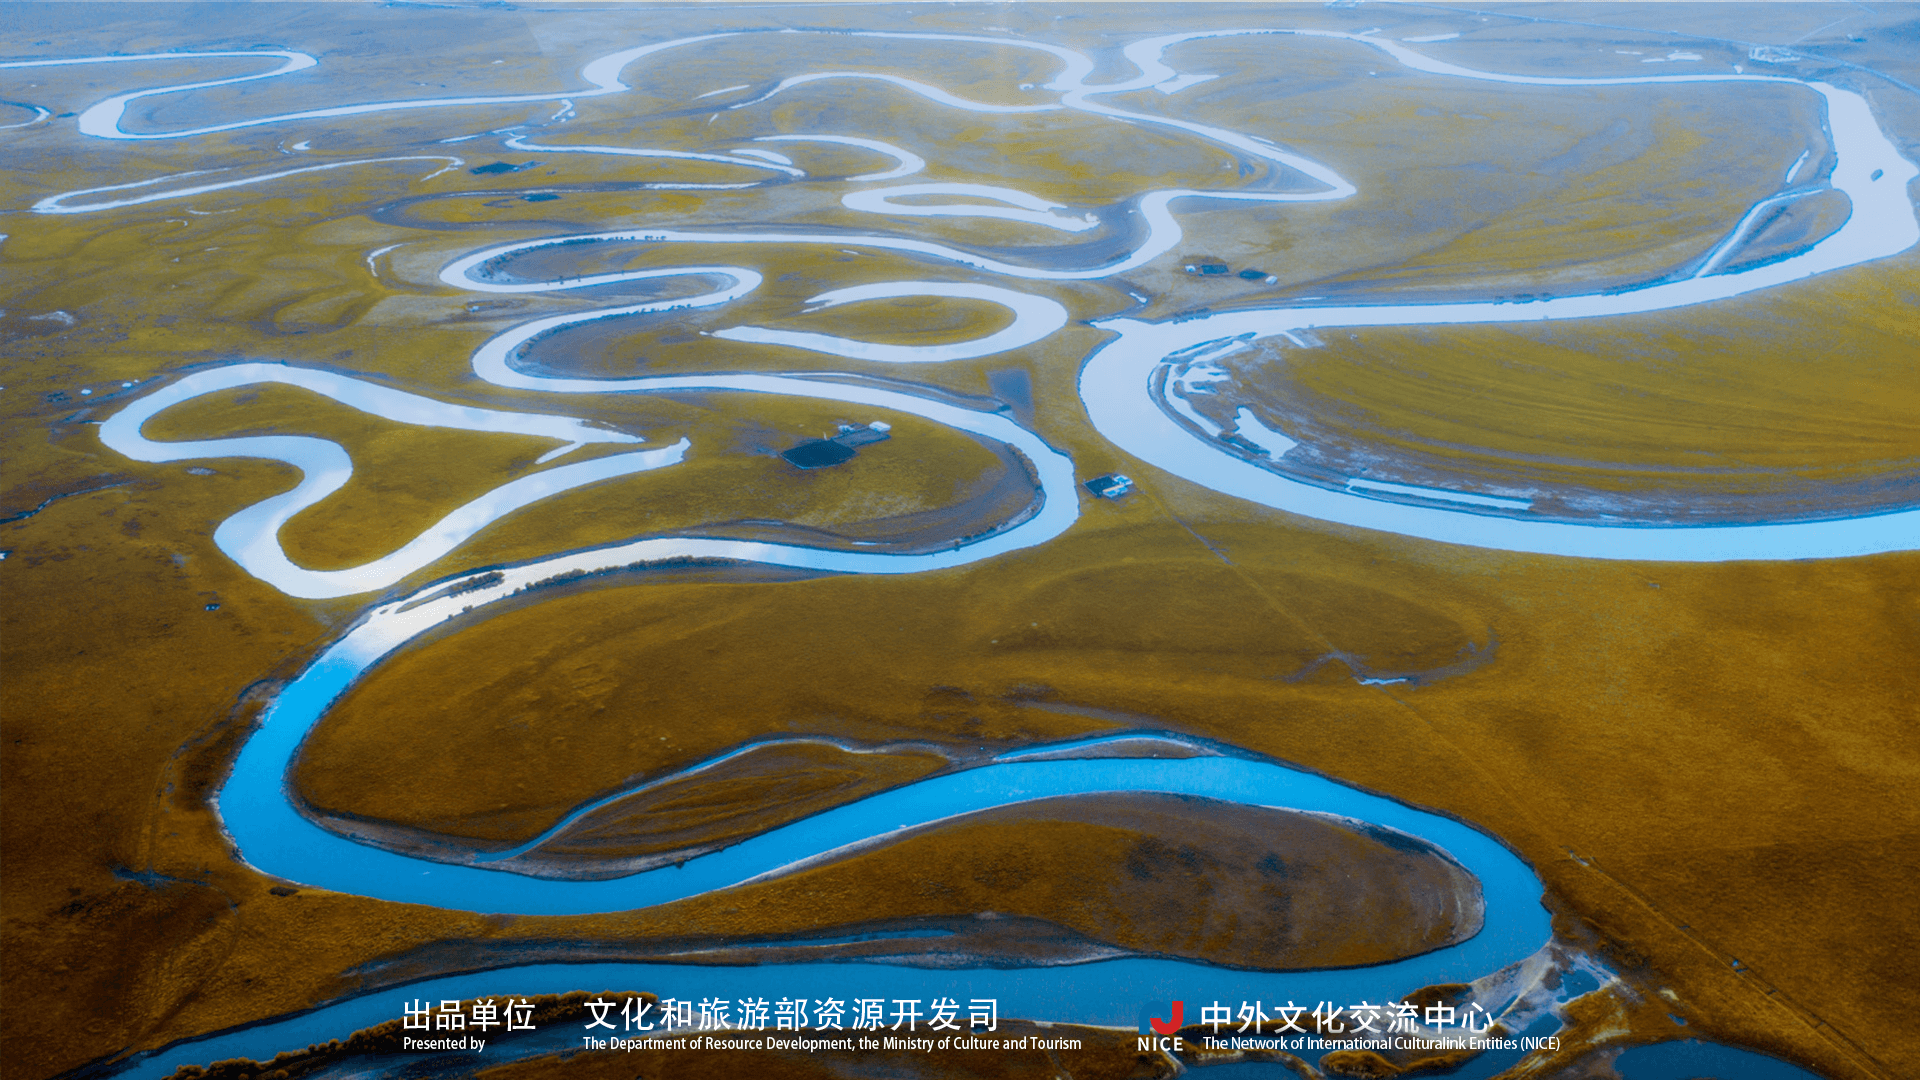 出品单位 文化和旅游部资源开发司 中外文化交流中心
Presented by The Department of Resource Development, the Ministry of Culture and Tourism NICE The Network of International Culturalink Entities (NICE)